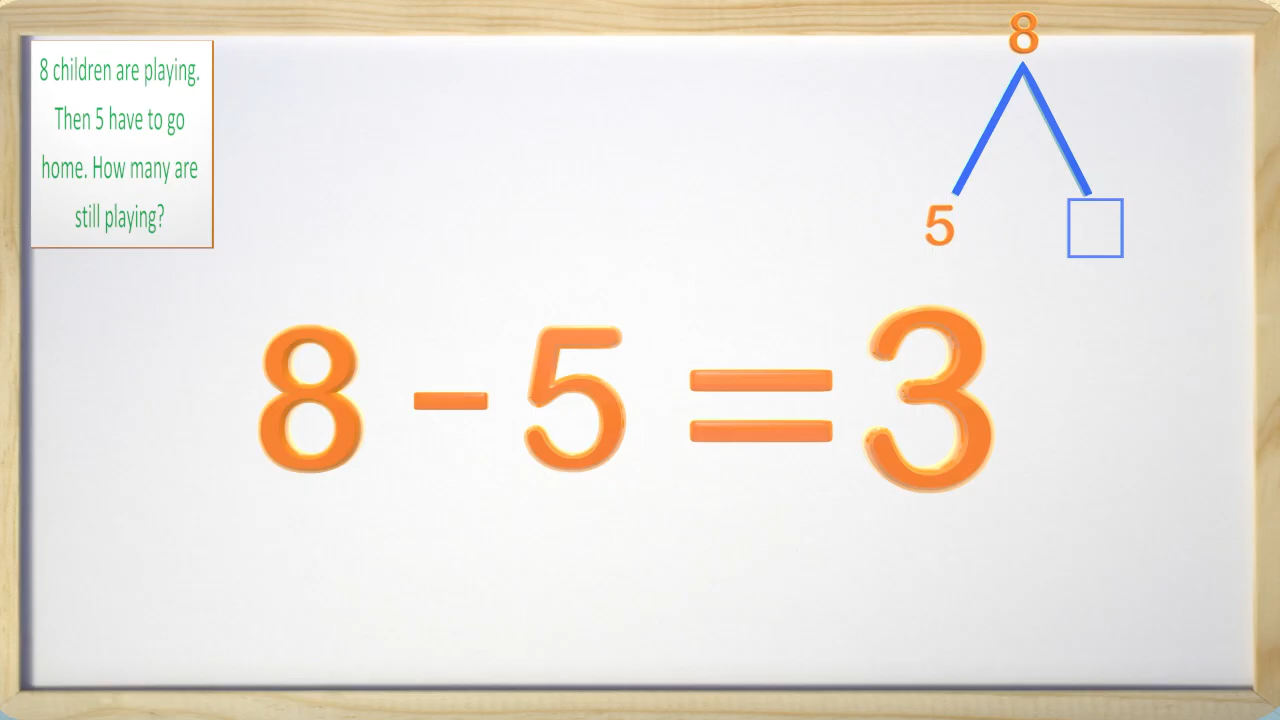 8 children are playing.
Then 5 have to go
home. How many are
still playing?
8
5
8 - 5 = 3